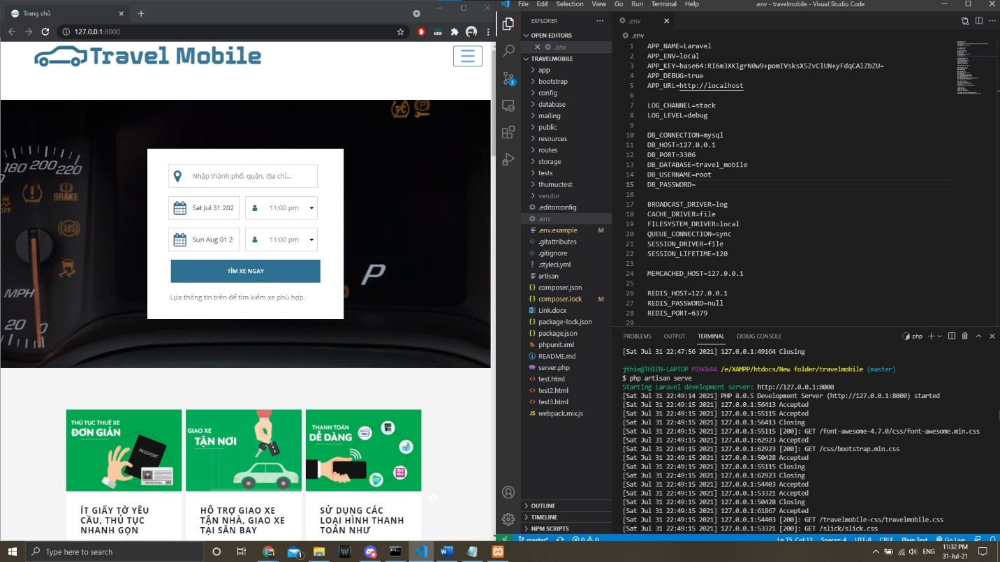 Trang chủ
127.0.0.1:8000
NEW
Travel Mobile
180 200 220
BRAKE
OFF
ABS
MPH
20
0
P
Nhập thành phố, quận, địa chỉ...
Sat Jul 31 202
11:00 pm
Sun Aug 01 2
11:00 pm
TÌM XE NGAY
Lựa thông tin trên để tìm kiếm xe phù hợp.
THỦ TỤC THUÊ XE
ĐƠN GIẢN
PASSPORT
GIAO XE
TẬN NƠI
THANH TOÁN
DỄ DÀNG
ÍT GIẤY TỜ YÊU
CẦU, THỦ TỤC
NHANH GỌN
HỖ TRỢ GIAO XE
TẬN NHÀ, GIAO XE
TẠI SÂN BAY
SỬ DỤNG CÁC
LOẠI HÌNH THANH
TOÁN NHƯ
File Edit Selection View Go Run Terminal Help
.env - travelmobile - Visual Studio Code
EXPLORER
OPEN EDITORS
.env
TRAVELMOBILE
app
bootstrap
config
database
mailing
public
resources
routes
storage
tests
thumuctest
vendor
.editorconfig
.env
.env.example M
.gitattributes
.gitignore
.styleci.yml
artisan
composer.json
composer.lock M
Link.docx
package-lock.json
package.json
phpunit.xml
README.md
server.php
test.html
test2.html
test3.html
webpack.mix.js
OUTLINE
TIMELINE
NPM SCRIPTS
2
.env
.env
1 APP_NAME=Laravel
2 APP_ENV=local
3 APP_KEY=base64:RI6m3XKlgrN0w9+pomIVsksX5ZvClUN+yFdqCAlZbZU=
4 APP_DEBUG=true
5 APP_URL=http://localhost
6
7 LOG_CHANNEL=stack
8 LOG_LEVEL=debug
9
10 DB_CONNECTION=mysql
11 DB_HOST=127.0.0.1
12 DB_PORT=3306
13 DB_DATABASE=travel_mobile
14 DB_USERNAME=root
15 DB_PASSWORD=
16
17 BROADCAST_DRIVER=log
18 CACHE_DRIVER=file
19 FILESYSTEM_DRIVER=local
20 QUEUE_CONNECTION=sync
21 SESSION_DRIVER=file
22 SESSION_LIFETIME=120
23
24 MEMCACHED_HOST=127.0.0.1
25
26 REDIS_HOST=127.0.0.1
27 REDIS_PASSWORD=null
28 REDIS_PORT=6379
29
PROBLEMS OUTPUT TERMINAL DEBUG CONSOLE
php
[Sat Jul 31 22:47:56 2021] 127.0.0.1:49164 Closing
jthie@THIEN-LAPTOP MINGW64 /e/XAMPP/htdocs/New folder/travelmobile (master)
$ php artisan serve
Starting Laravel development server: http://127.0.0.1:8000
[Sat Jul 31 22:49:14 2021] PHP 8.0.5 Development Server (http://127.0.0.1:8000) started
[Sat Jul 31 22:49:15 2021] 127.0.0.1:56413 Accepted
[Sat Jul 31 22:49:15 2021] 127.0.0.1:55115 Accepted
[Sat Jul 31 22:49:15 2021] 127.0.0.1:56413 Closing
[Sat Jul 31 22:49:15 2021] 127.0.0.1:55115 [200]: GET /font-awesome-4.7.0/css/font-awesome.min.css
[Sat Jul 31 22:49:15 2021] 127.0.0.1:62923 Accepted
[Sat Jul 31 22:49:15 2021] 127.0.0.1:62923 [200]: GET /css/bootstrap.min.css
[Sat Jul 31 22:49:15 2021] 127.0.0.1:50428 Accepted
[Sat Jul 31 22:49:15 2021] 127.0.0.1:55115 Closing
[Sat Jul 31 22:49:15 2021] 127.0.0.1:62923 Closing
[Sat Jul 31 22:49:15 2021] 127.0.0.1:54403 Accepted
[Sat Jul 31 22:49:15 2021] 127.0.0.1:53321 Accepted
[Sat Jul 31 22:49:15 2021] 127.0.0.1:50428 Closing
[Sat Jul 31 22:49:15 2021] 127.0.0.1:61867 Accepted
[Sat Jul 31 22:49:15 2021] 127.0.0.1:54403 [200]: GET /travelmobile-css/travelmobile.css
[Sat Jul 31 22:49:15 2021] 127.0.0.1:53321 [200]: GET /slick/slick.css
master* 0 0
Ln 15, Col 13 Spaces: 4 UTF-8 CRLF Plain Text Go Live
Type here to search
1
ENG
11:32 PM
31-Jul-21